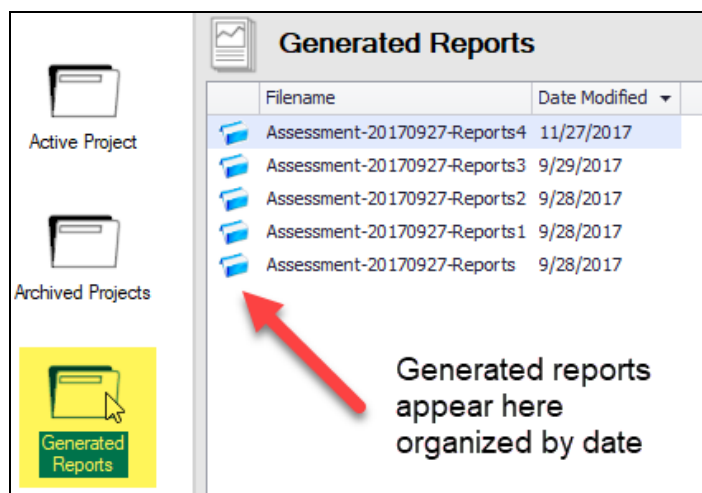 Active Project
Archived Projects
Generated
Reports
Generated Reports
Filename Date Modified
Assessment-20170927-Reports4 11/27/2017
Assessment-20170927-Reports3 9/29/2017
Assessment-20170927-Reports2 9/28/2017
Assessment-20170927-Reports1 9/28/2017
Assessment-20170927-Reports 9/28/2017
Generated reports
appear here
organized by date